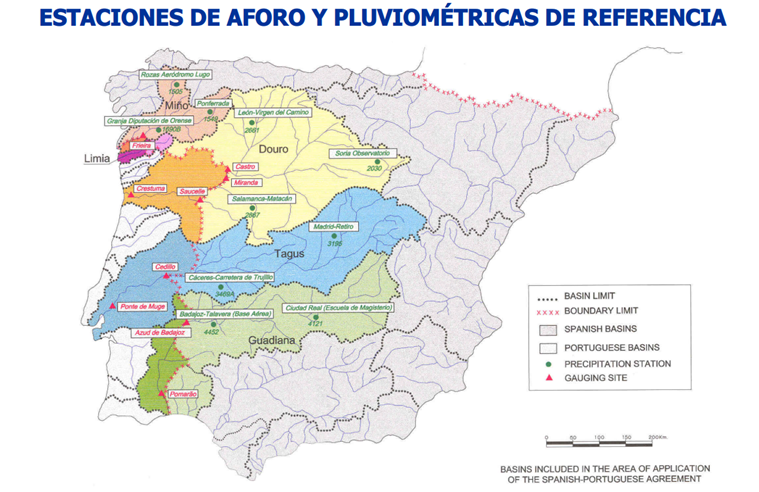 ESTACIONES DE AFORO Y PLUVIOMÉTRICAS DE REFERENCIA
Rozas Aeródromo Lugo
1505
Miño
Ponferrada
1549
León-Virgen del Camino
2661
Granja Diputación de Orense
1690B
Frieira
Limia
Douro
Soria Observatorio
2030
Castro
Miranda
Crestuma
Saucelle
Salamanca-Matacán
2867
Madrid-Retiro
3195
Tagus
Cedillo
Cáceres-Carretera de Trujillo
3469A
Ponte de Muge
Badajoz-Talavera (Base Aérea)
4452
Ciudad Real (Escuela de Magisterio)
4121
Azud de Badajoz
Guadiana
Pomarão
BASIN LIMIT
BOUNDARY LIMIT
SPANISH BASINS
PORTUGUESE BASINS
PRECIPITATION STATION
GAUGING SITE
0 50 100 150 200 Km.
BASINS INCLUDED IN THE AREA OF APPLICATION
OF THE SPANISH-PORTUGUESE AGREEMENT